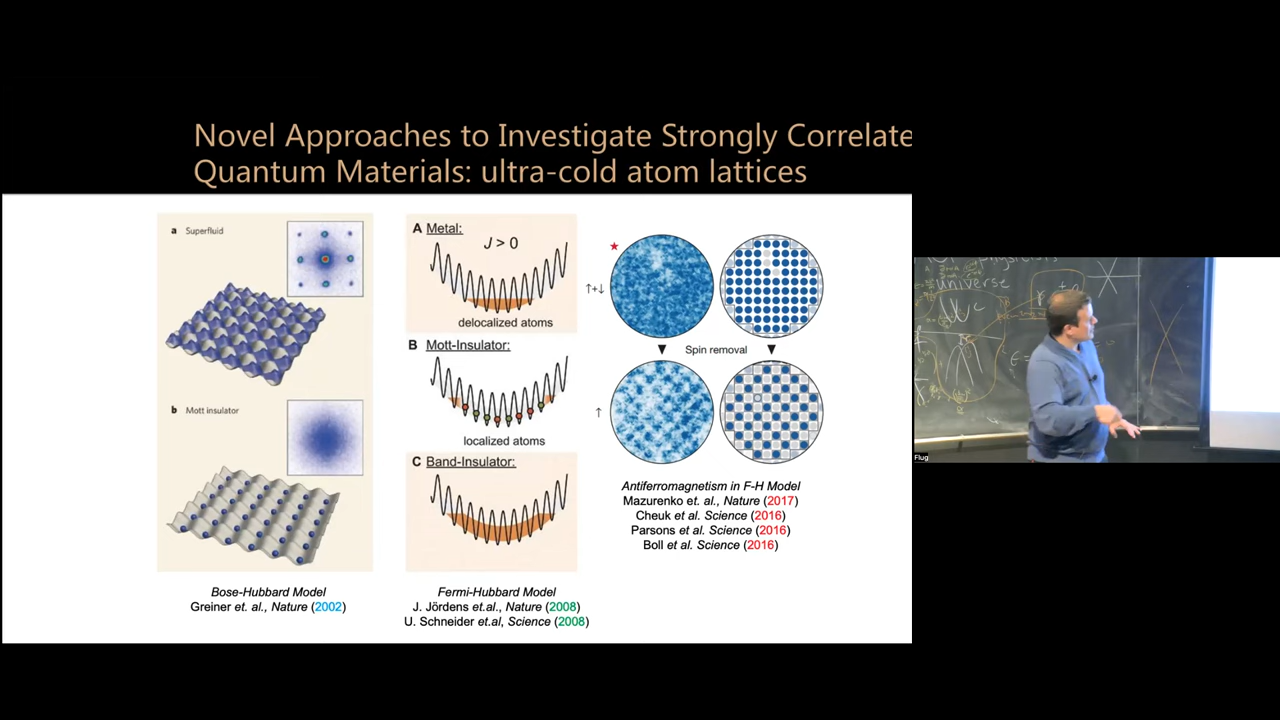 Novel Approaches to Investigate Strongly Correlate
Quantum Materials: ultra-cold atom lattices
a Superfluid
b Mott insulator
Bose-Hubbard Model
Greiner et. al., Nature (2002)
A Metal:
J > 0
delocalized atoms
B Mott-Insulator:
localized atoms
C Band-Insulator:
Fermi-Hubbard Model
J. Jördens et.al., Nature (2008)
U. Schneider et.al, Science (2008)
↑+↓
Spin removal
↑
Antiferromagnetism in F-H Model
Mazurenko et. al., Nature (2017)
Cheuk et al. Science (2016)
Parsons et al. Science (2016)
Boll et al. Science (2016)
universe
Flug